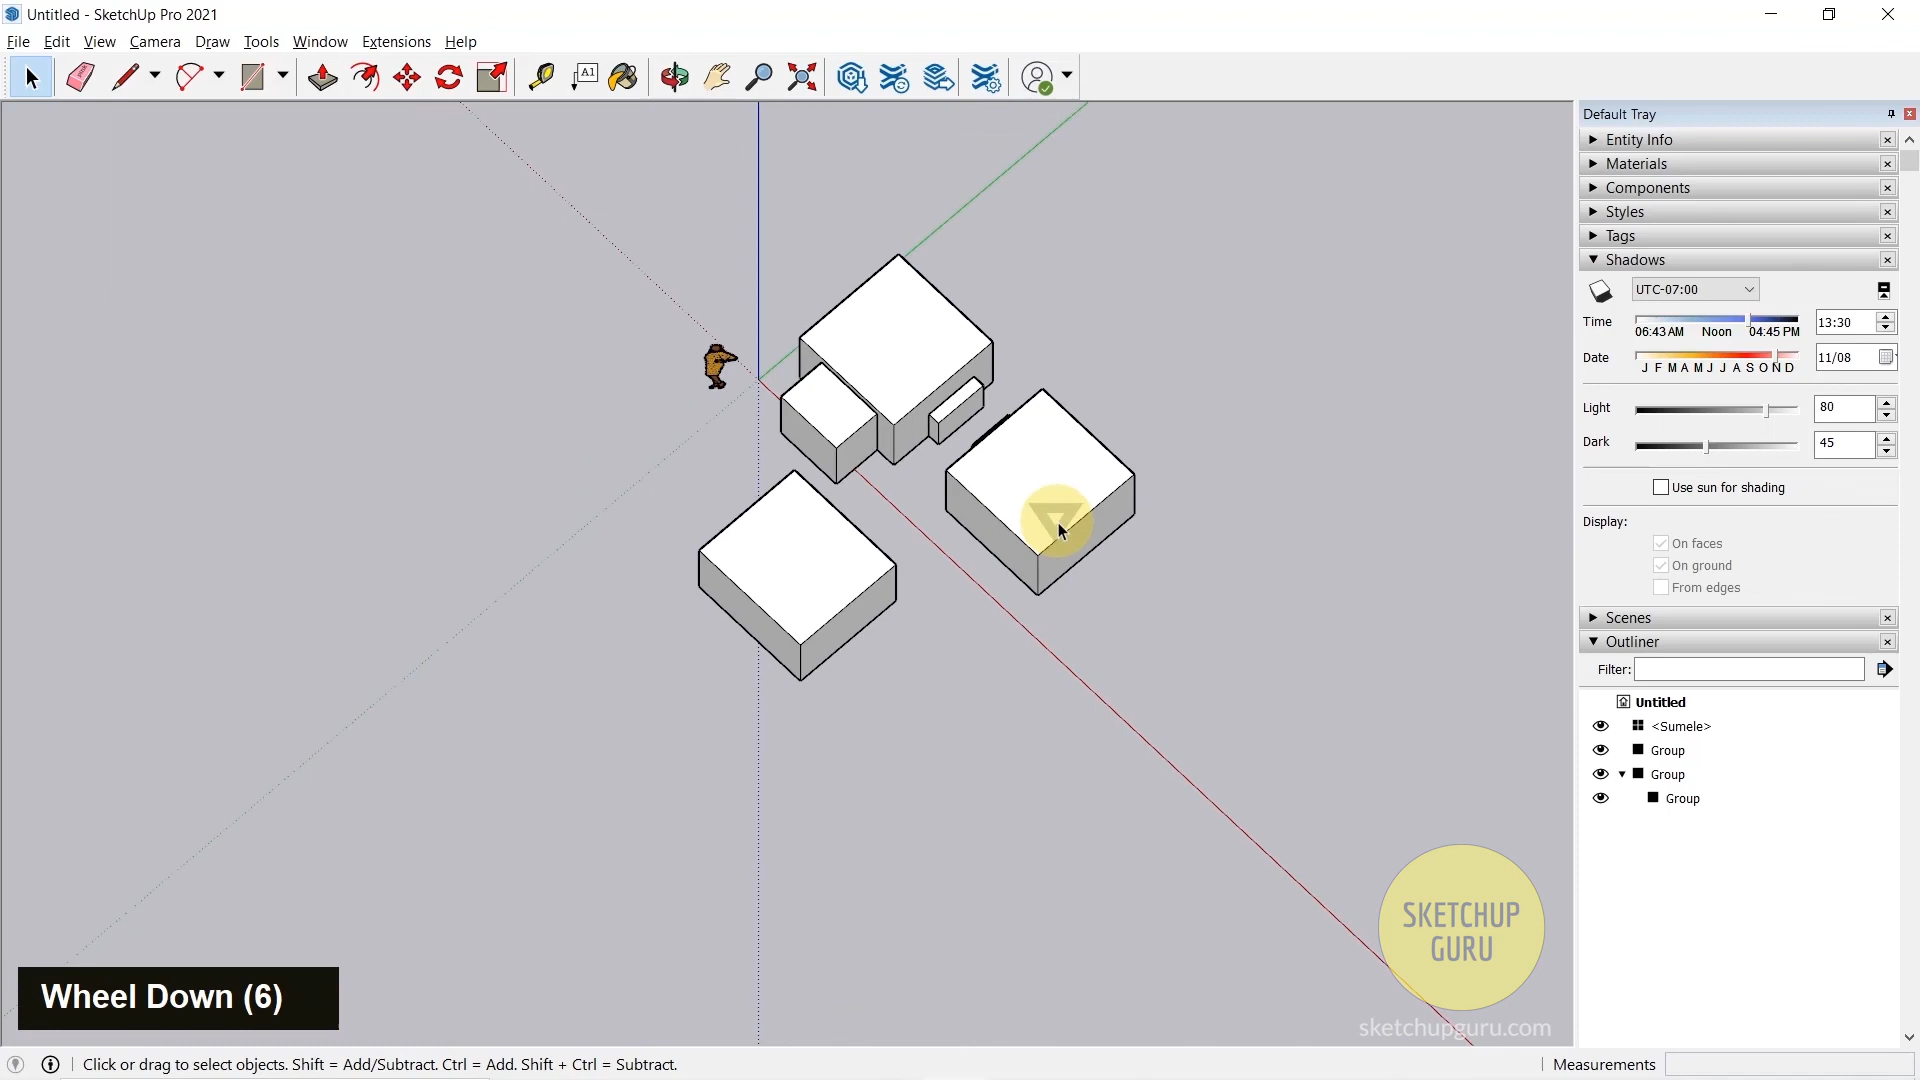 Untitled - SketchUp Pro 2021
File Edit View Camera Draw Tools Window Extensions Help
A1
Default Tray
Entity Info
Materials
Components
Styles
Tags
Shadows
UTC-07:00
Time 13:30
06:43 AM Noon 04:45 PM
Date 11/08
J F M A M J J A S O N D
Light 80
Dark 45
Use sun for shading
Display:
On faces
On ground
From edges
Scenes
Outliner
Filter:
Untitled
<Sumele>
Group
Group
Group
SKETCHUP
GURU
sketchupguru.com
Wheel Down (6)
Click or drag to select objects. Shift = Add/Subtract. Ctrl = Add. Shift + Ctrl = Subtract.
Measurements